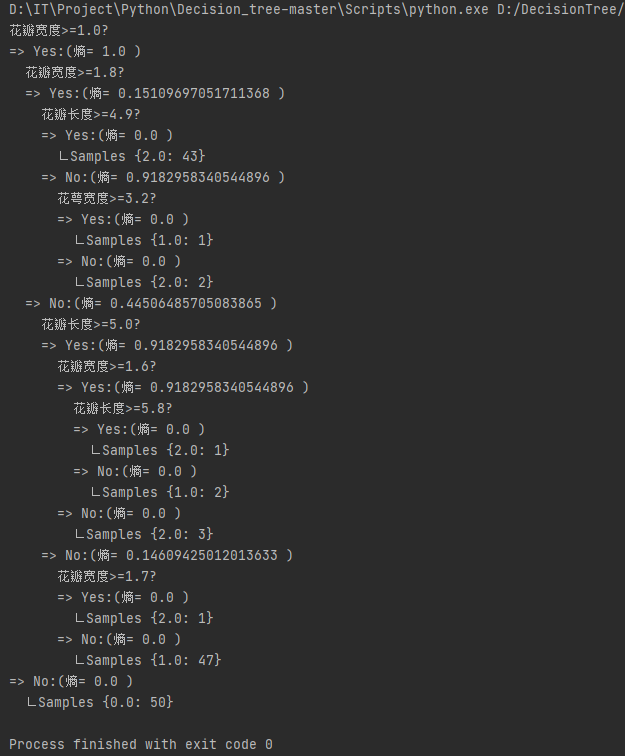 D:\IT\Project\Python\Decision_tree-master\Scripts\python.exe D:/DecisionTree/
花瓣宽度>=1.0?
=> Yes:(熵= 1.0 )
花瓣宽度>=1.8?
=> Yes:(熵= 0.15109697051711368 )
花瓣长度>=4.9?
=> Yes:(熵= 0.0 )
∟Samples {2.0: 43}
=> No:(熵= 0.9182958340544896 )
花萼宽度>=3.2?
=> Yes:(熵= 0.0 )
∟Samples {1.0: 1}
=> No:(熵= 0.0 )
∟Samples {2.0: 2}
=> No:(熵= 0.44506485705083865 )
花瓣长度>=5.0?
=> Yes:(熵= 0.9182958340544896 )
花瓣宽度>=1.6?
=> Yes:(熵= 0.9182958340544896 )
花瓣长度>=5.8?
=> Yes:(熵= 0.0 )
∟Samples {2.0: 1}
=> No:(熵= 0.0 )
∟Samples {1.0: 2}
=> No:(熵= 0.0 )
∟Samples {2.0: 3}
=> No:(熵= 0.14609425012013633 )
花瓣宽度>=1.7?
=> Yes:(熵= 0.0 )
∟Samples {2.0: 1}
=> No:(熵= 0.0 )
∟Samples {1.0: 47}
=> No:(熵= 0.0 )
∟Samples {0.0: 50}
Process finished with exit code 0